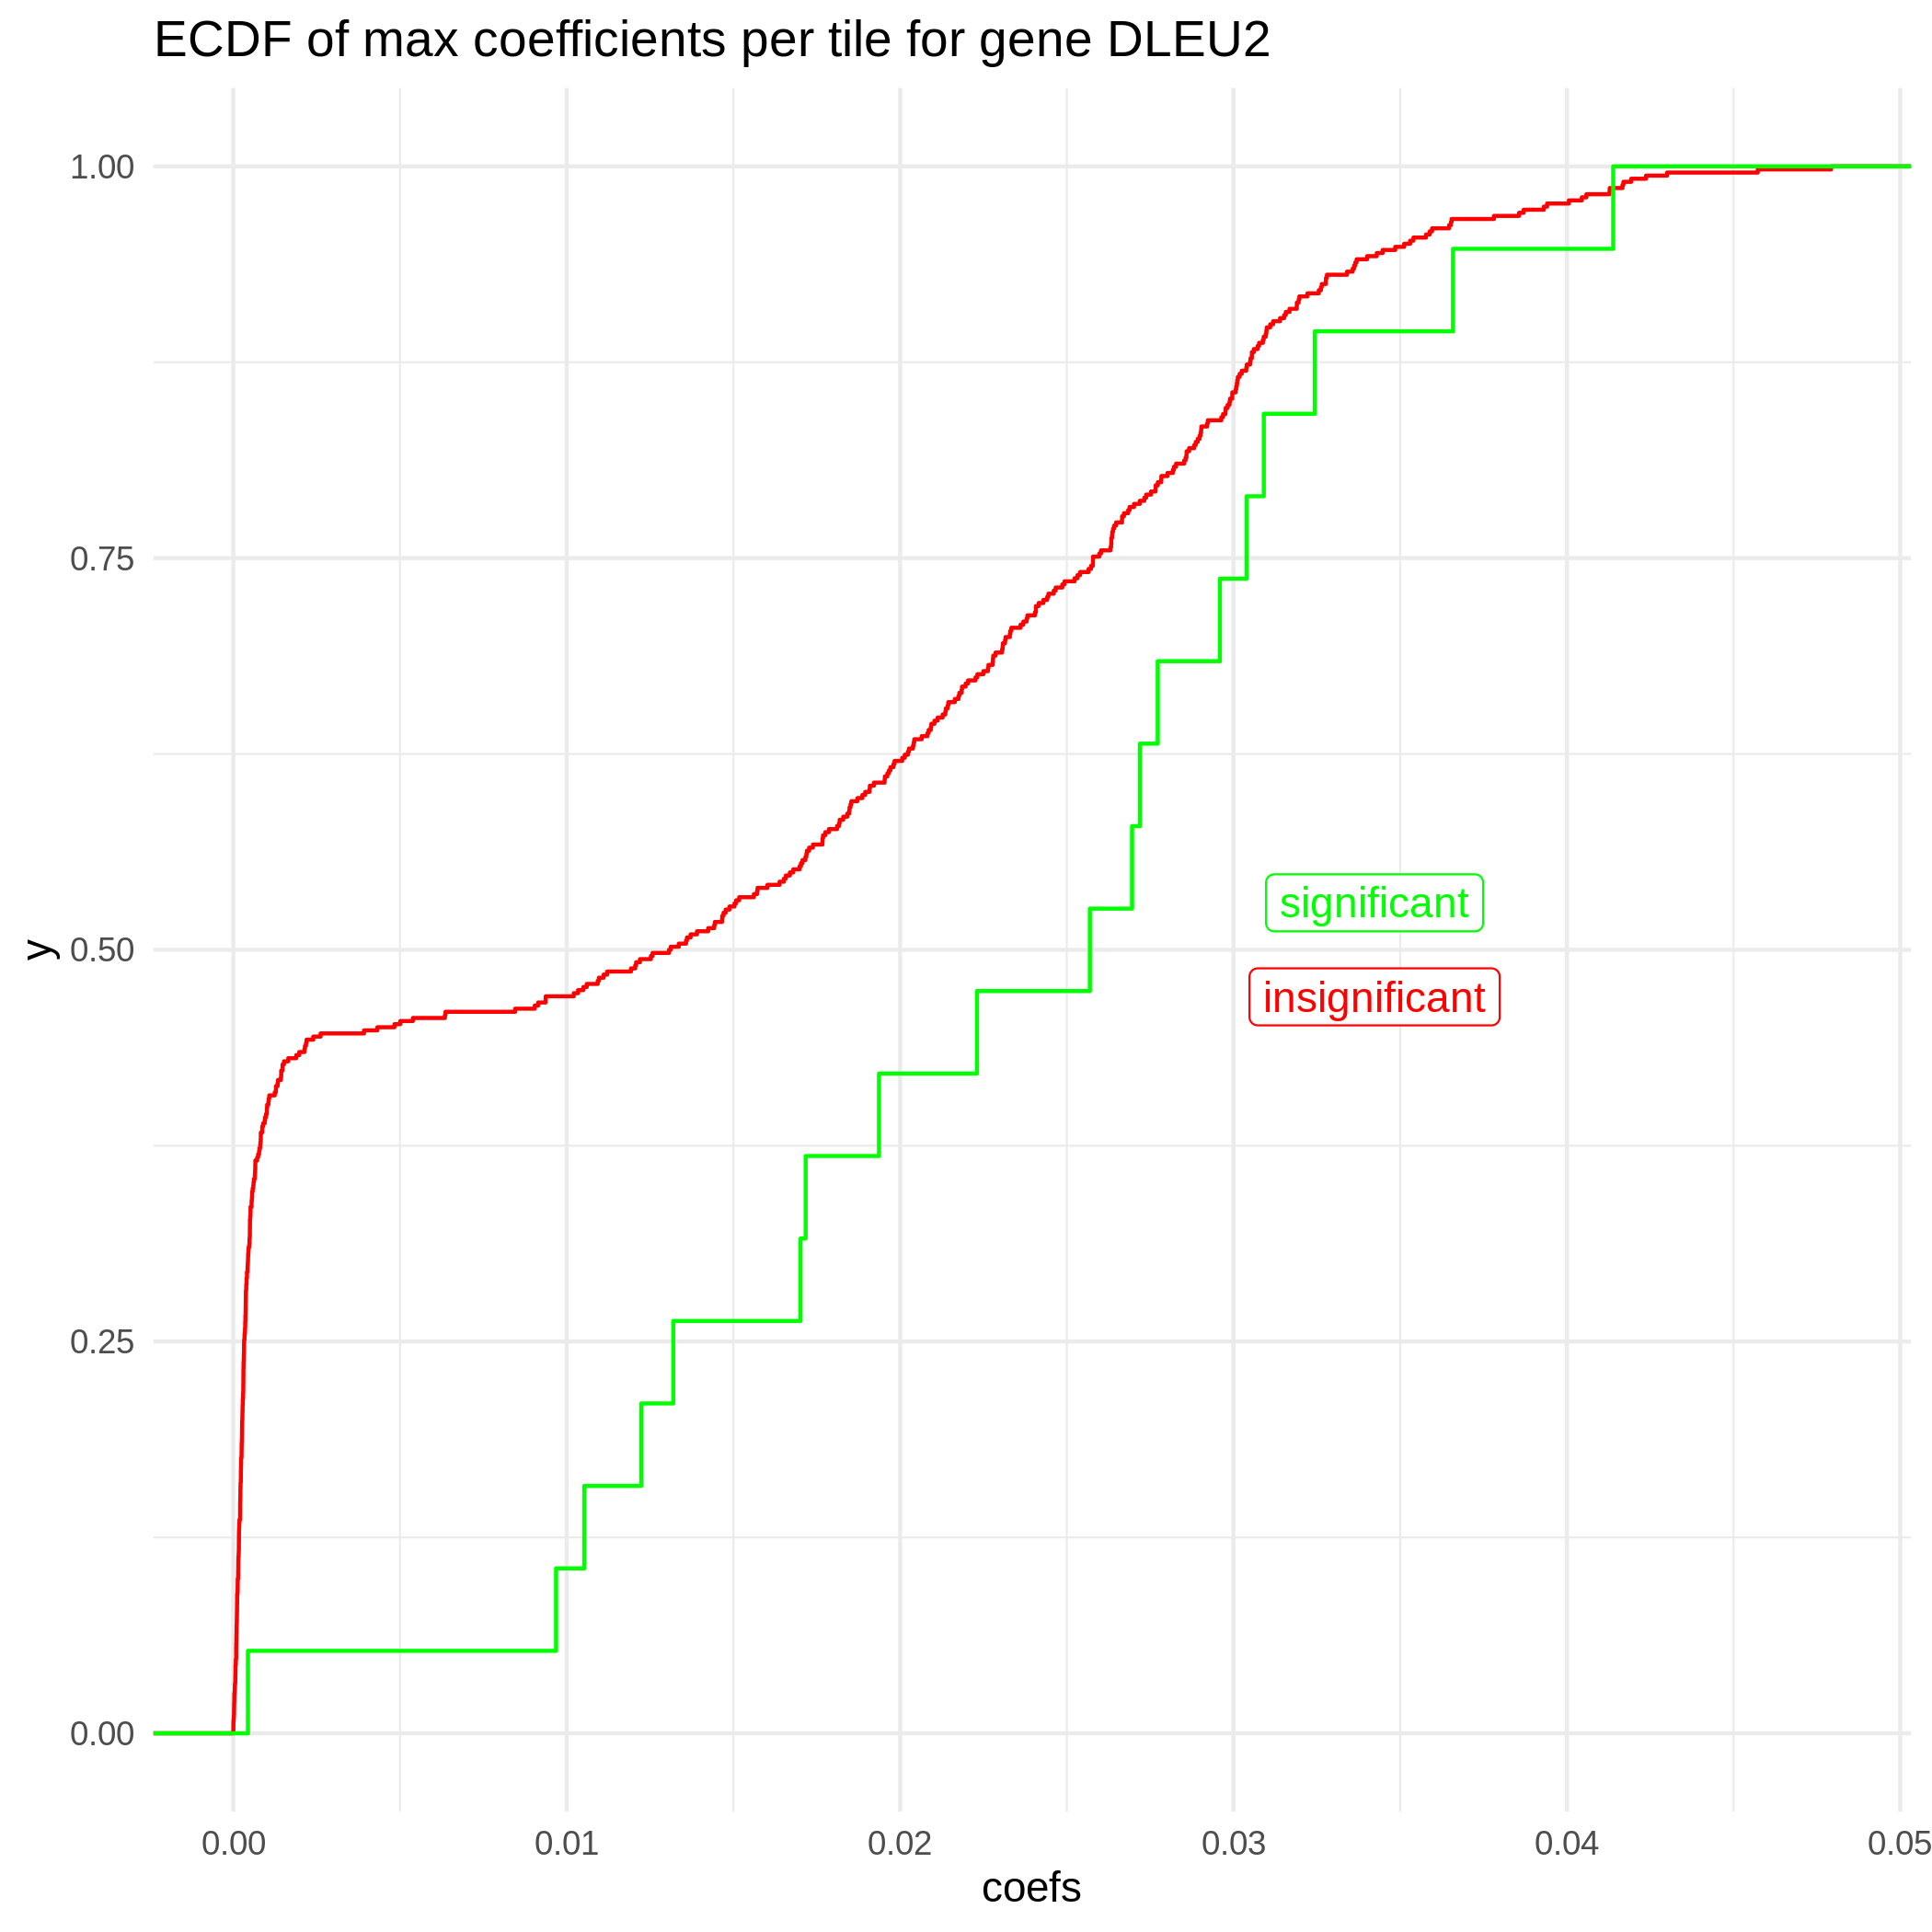 ECDF of max coefficients per tile for gene DLEU2
1.00
0.75
0.50
0.25
0.00
y
significant
insignificant
0.00 0.01 0.02 0.03 0.04 0.05
coefs